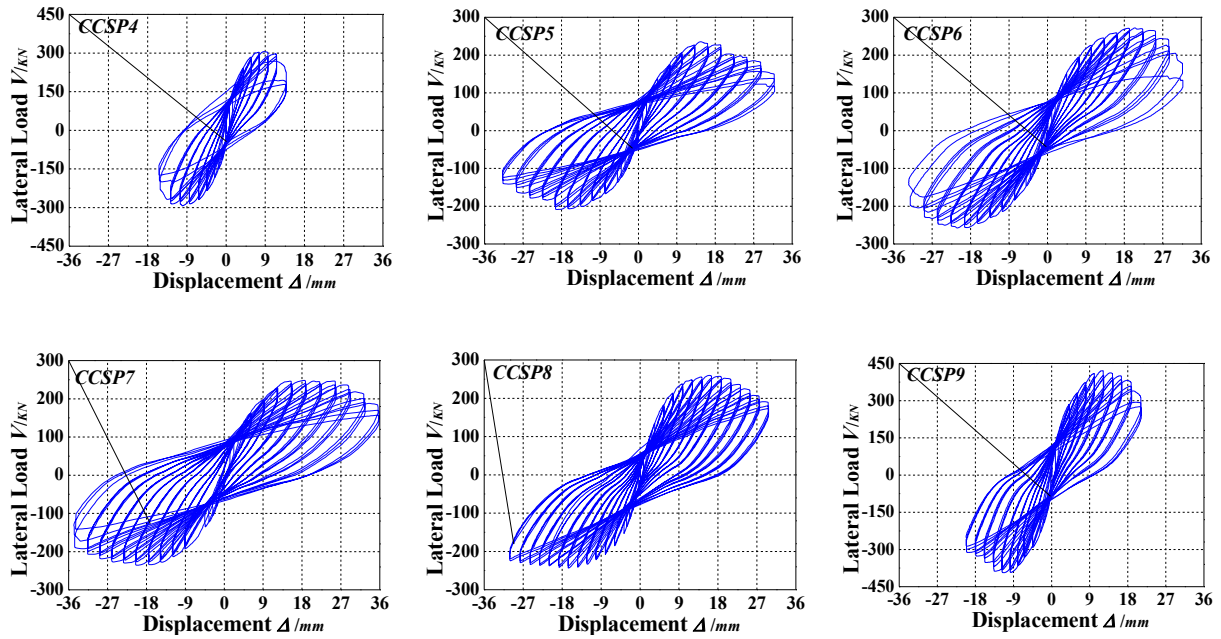 CCSP4
Lateral Load V/KN
450
300
150
0
-150
-300
450
-36 -27 -18 -9 0 9 18 27 36
Displacement Δ /mm
CCSP5
Lateral Load V/KN
300
200
100
0
-100
-200
300
-36 -27 -18 -9 0 9 18 27 36
Displacement Δ /mm
CCSP6
Lateral Load V/KN
300
200
100
0
-100
-200
300
-36 -27 -18 -9 0 9 18 27 36
Displacement Δ /mm
CCSP7
Lateral Load V/KN
300
200
100
0
-100
-200
-300
-36 -27 -18 -9 0 9 18 27 36
Displacement Δ /mm
CCSP8
Lateral Load V/KN
300
200
100
0
-100
-200
-300
-36 -27 -18 -9 0 9 18 27 36
Displacement Δ /mm
CCSP9
Lateral Load V/KN
450
300
150
0
-150
-300
-450
-36 -27 -18 -9 0 9 18 27 36
Displacement Δ /mm